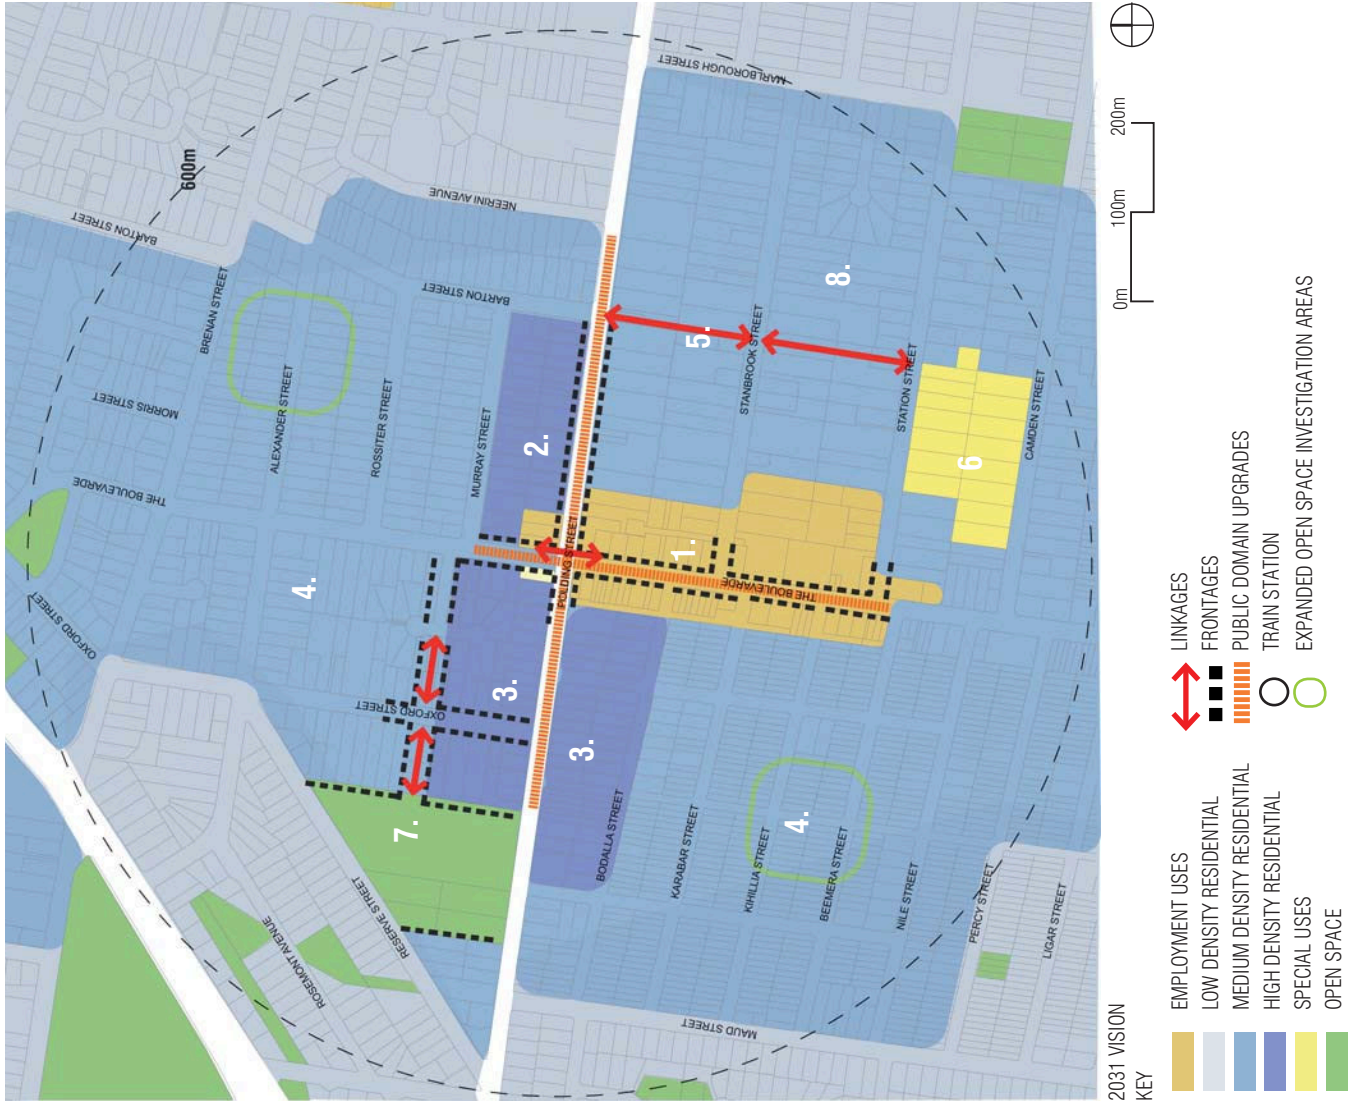 600m
MARLBOROUGH STREET
NEERINI AVENUE
BARTON STREET
BRENAN STREET
BARTON STREET
MORRIS STREET
ALEXANDER STREET
ROSSITER STREET
MURRAY STREET
THE BOULEVARDE
OXFORD STREET
OXFORD STREET
POLDING STREET
THE BOULEVARDE
STANBROOK STREET
STATION STREET
CAMDEN STREET
RESERVE STREET
ROSEMONT AVENUE
BODALLA STREET
KARABAR STREET
KIHILLIA STREET
BEEMERA STREET
NILE STREET
PERCY STREET
LIGAR STREET
MAUD STREET
1.
2.
3.
3.
4.
4.
5.
6
7.
8.
0m 100m 200m
2031 VISION
KEY
EMPLOYMENT USES
LOW DENSITY RESIDENTIAL
MEDIUM DENSITY RESIDENTIAL
HIGH DENSITY RESIDENTIAL
SPECIAL USES
OPEN SPACE
LINKAGES
FRONTAGES
PUBLIC DOMAIN UPGRADES
TRAIN STATION
EXPANDED OPEN SPACE INVESTIGATION AREAS